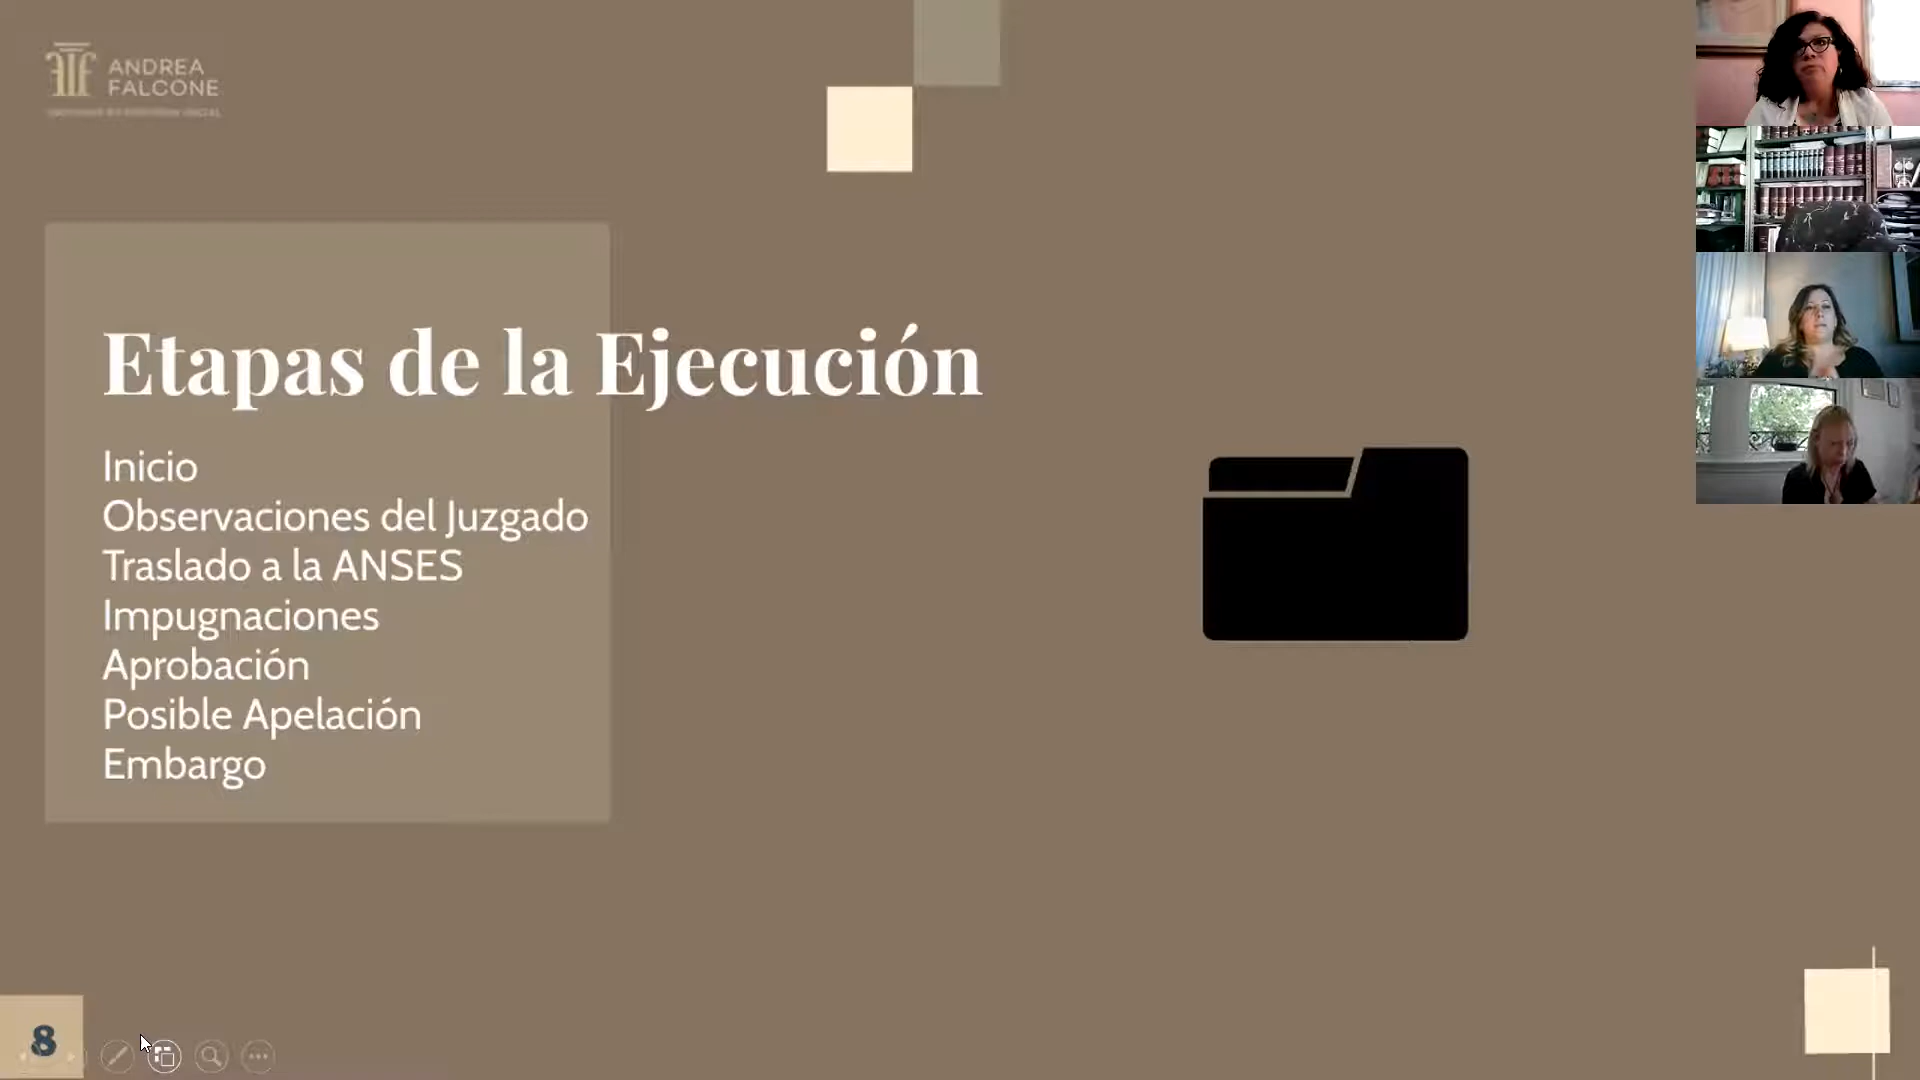 ANDREA
FALCONE
Etapas de la Ejecución
Inicio
Observaciones del Juzgado
Traslado a la ANSES
Impugnaciones
Aprobación
Posible Apelación
Embargo
8